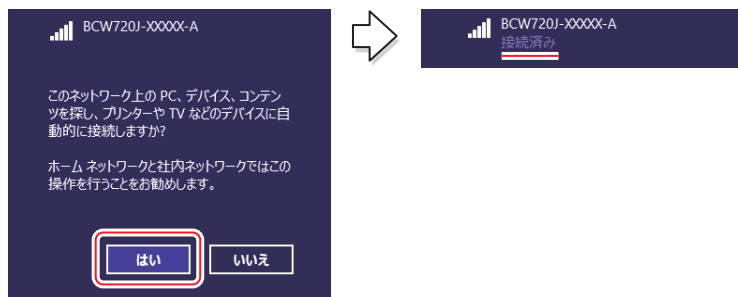 BCW720J-XXXXX-A
このネットワーク上の PC、デバイス、コンテン
ツを探し、プリンターや TV などのデバイスに自
動的に接続しますか?
ホーム ネットワークと社内ネットワークではこの
操作を行うことをお勧めします。
はい
いいえ
BCW720J-XXXXX-A
接続済み